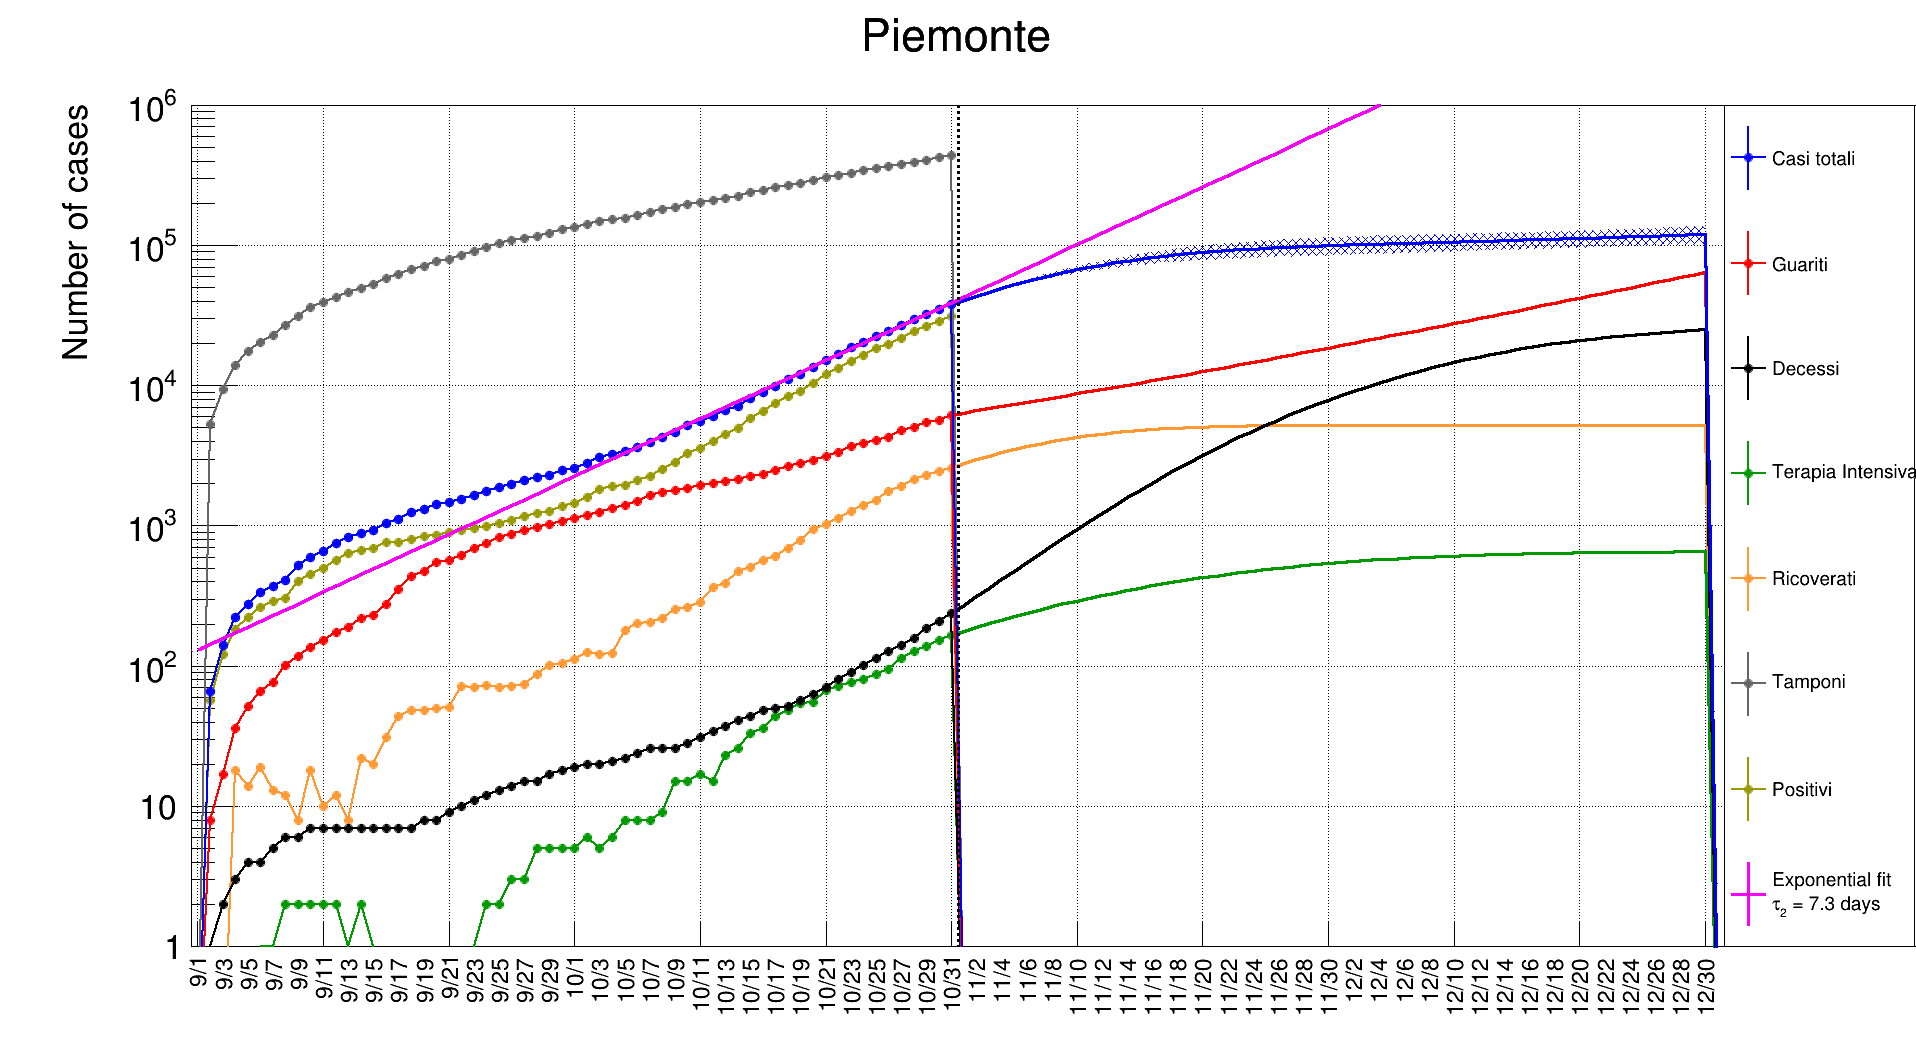 Piemonte
Number of cases
10^6
10^5
10^4
10^3
10^2
10
1
9/1 9/3 9/5 9/7 9/9 9/11 9/13 9/15 9/17 9/19 9/21 9/23 9/25 9/27 9/29 10/1 10/3 10/5 10/7 10/9 10/11 10/13 10/15 10/17 10/19 10/21 10/23 10/25 10/27 10/29 10/31 11/2 11/4 11/6 11/8 11/10 11/12 11/14 11/16 11/18 11/20 11/22 11/24 11/26 11/28 11/30 12/2 12/4 12/6 12/8 12/10 12/12 12/14 12/16 12/18 12/20 12/22 12/24 12/26 12/28 12/30
Casi totali
Guariti
Decessi
Terapia Intensiva
Ricoverati
Tamponi
Positivi
Exponential fit
τ₂ = 7.3 days